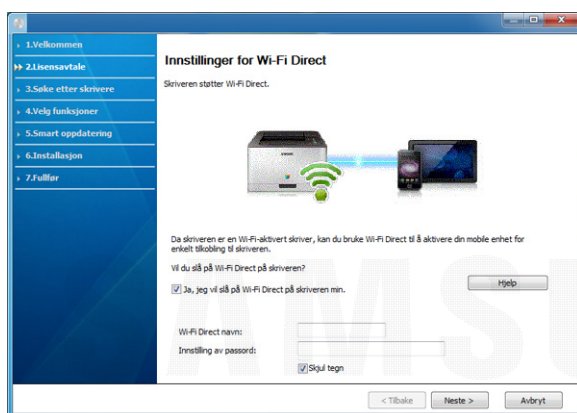 1.Velkommen
2.Lisensavtale
3.Søke etter skrivere
4.Velg funksjoner
5.Smart oppdatering
6.Installasjon
7.Fullfør
Innstillinger for Wi-Fi Direct
Skriveren støtter Wi-Fi Direct.
SAMSUNG
Da skriveren er en Wi-Fi-aktivert skriver, kan du bruke Wi-Fi Direct til å aktivere din mobile enhet for
enkelt tilkobling til skriveren.
Vil du slå på Wi-Fi Direct på skriveren?
Ja, jeg vil slå på Wi-Fi Direct på skriveren min.
Hjelp
Wi-Fi Direct navn:
Innstilling av passord:
Skjul tegn
AMSU
< Tilbake
Neste >
Avbryt